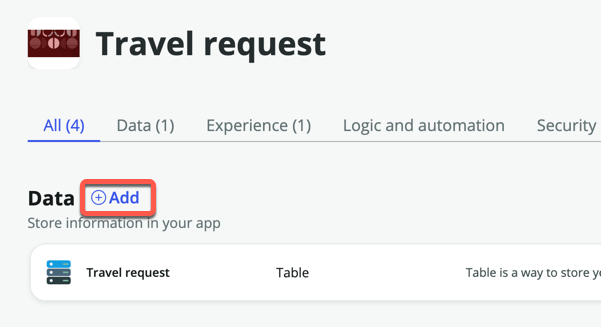 Travel request
All (4) Data (1) Experience (1) Logic and automation Security
Data Add
Store information in your app
Travel request Table Table is a way to store